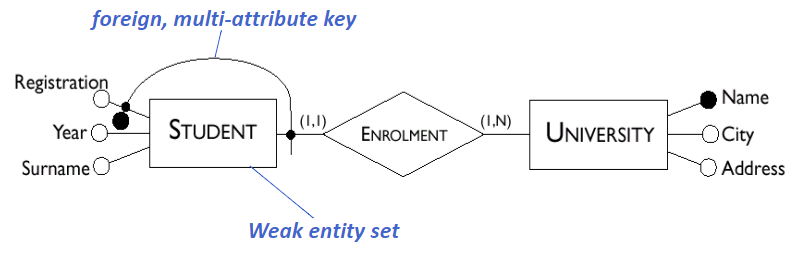 foreign, multi-attribute key
Registration
Year
Surname
STUDENT
(1,1)
ENROLMENT
(1,N)
UNIVERSITY
Name
City
Address
Weak entity set